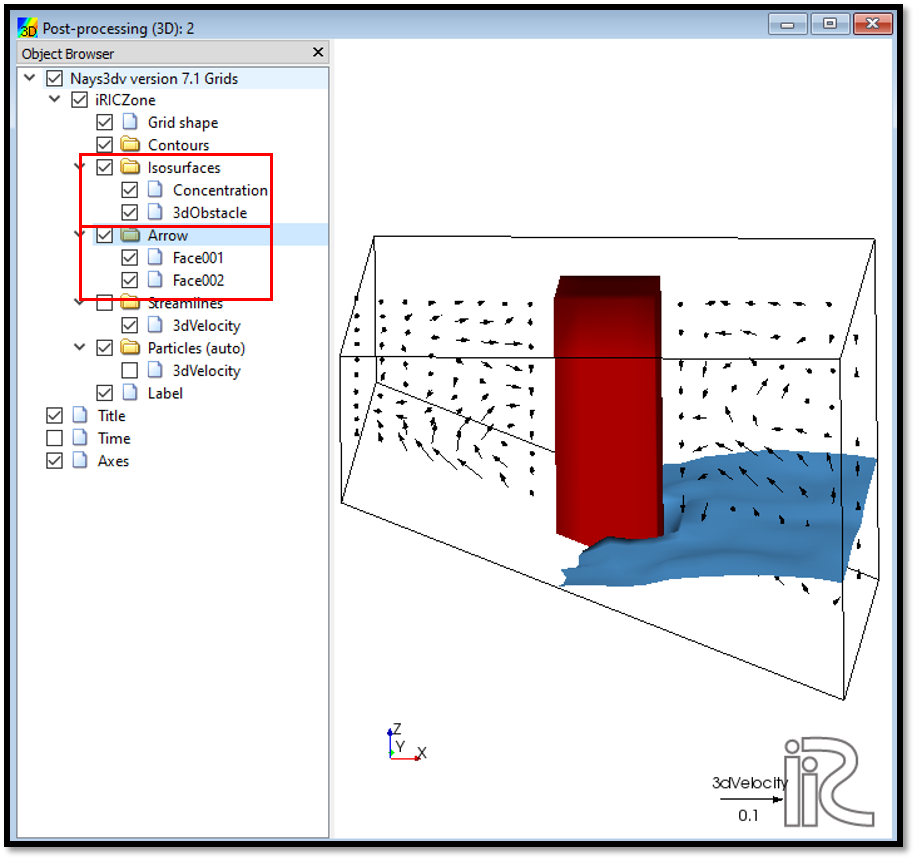 3D Post-processing (3D): 2
Object Browser
Nays3dv version 7.1 Grids
iRICZone
Grid shape
Contours
Isosurfaces
Concentration
3dObstacle
Arrow
Face001
Face002
Streamlines
3dVelocity
Particles (auto)
3dVelocity
Label
Title
Time
Axes
Z
Y
X
3dVelocity
0.1
iRiC